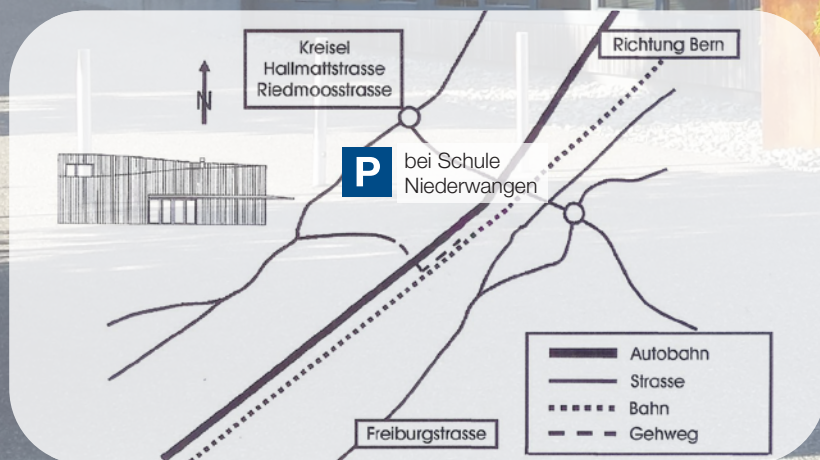 Kreisel
Hallmattstrasse
Riedmoosstrasse
Richtung Bern
N
P
bei Schule
Niederwangen
Autobahn
Strasse
Bahn
Gehweg
Freiburgstrasse